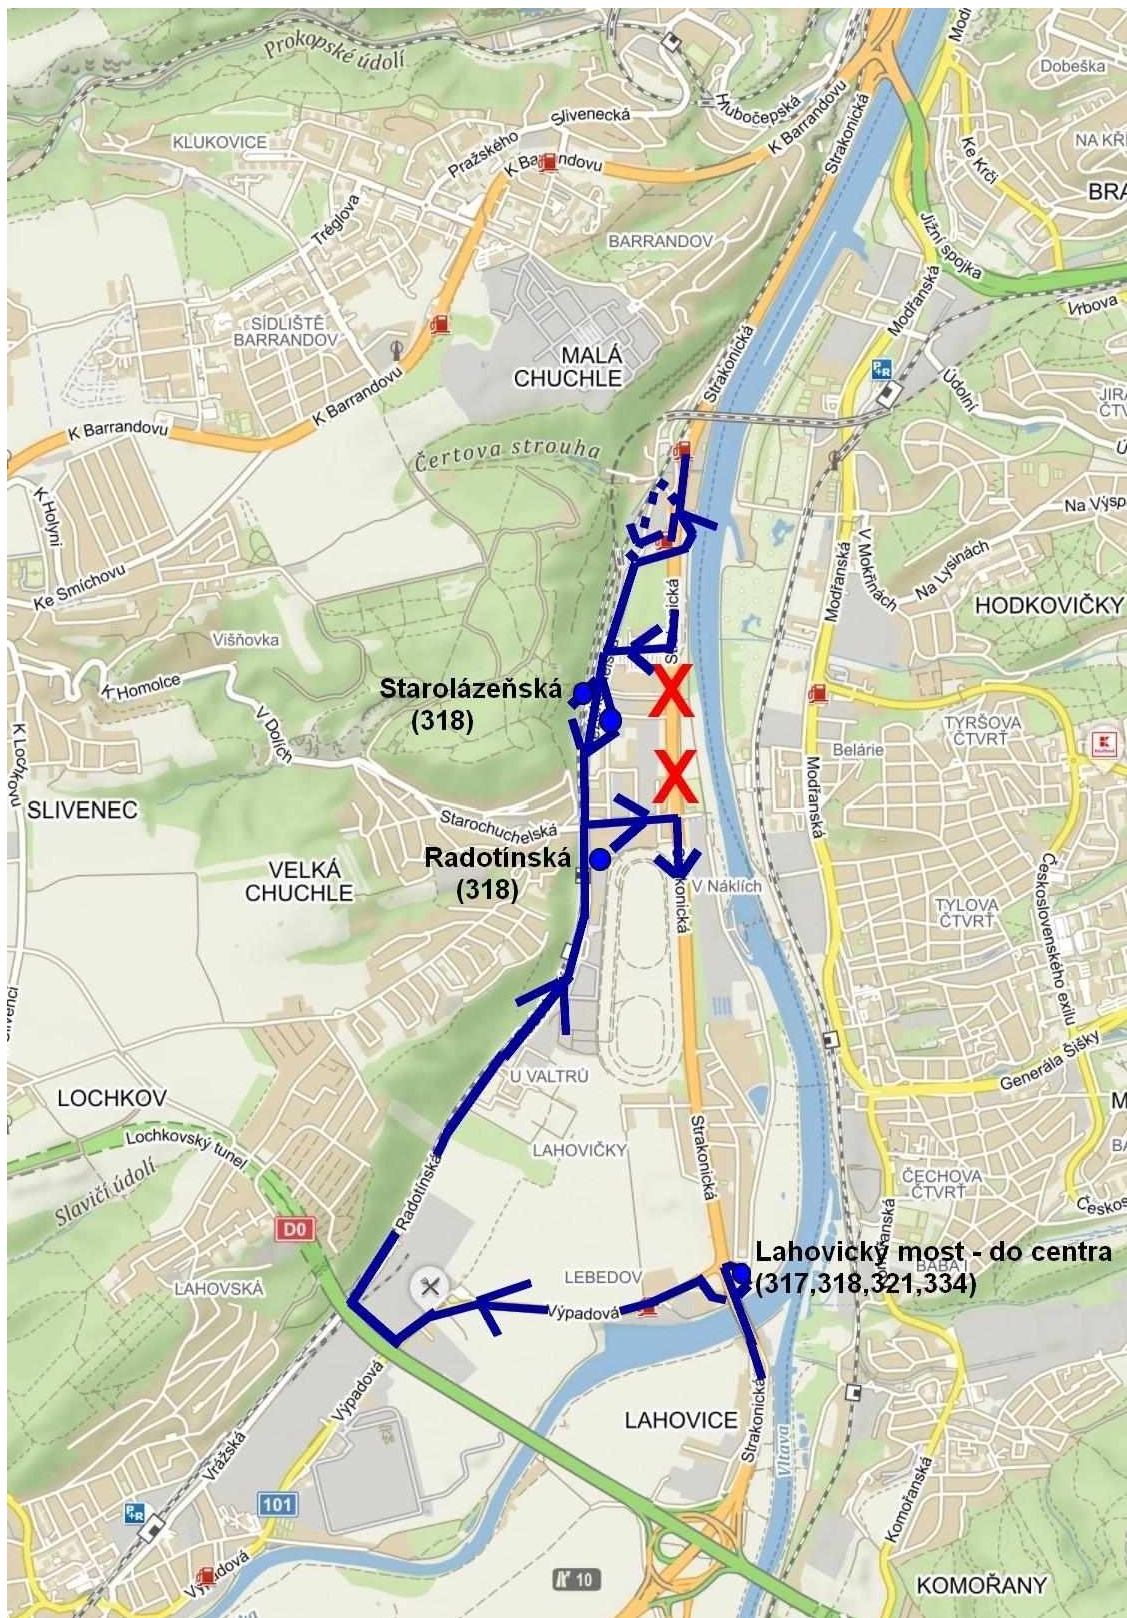 Prokopské údolí
Dobeška
Hlubočepská
Slivenecká
K Barrandovu
Strakonická
KLUKOVICE
Pražského
K Barrandovu
Ke Krči
NA KŘ
BRA
Tréglova
BARRANDOV
Jižní spojka
Modřanská
Vrbova
SÍDLIŠTĚ
BARRANDOV
MALÁ
CHUCHLE
Strakonická
P+R
Údolní
K Barrandovu
K Barrandovu
Čertova strouha
K Holyni
Na Výsp
V Mokřinách
Na Lysinách
Modřanská
Ke Smíchovu
HODKOVIČKY
Višňovka
K Homolce
Starolázeňská
(318)
X
V Dolích
TYRŠOVA
ČTVRŤ
Belárie
K Lochkovu
X
Modřanská
SLIVENEC
Starochuchelská
Radotínská
(318)
VELKÁ
CHUCHLE
V Náklích
TYLOVA
ČTVRŤ
Československého exilu
U VALTRŮ
Generála Šišky
LOCHKOV
Lochkovský tunel
LAHOVIČKY
Strakonická
Slavičí údolí
Radotínská
ČECHOVA
ČTVRŤ
D0
Lahovický most - do centra
(317,318,321,334)
LAHOVSKÁ
LEBEDOV
Výpadová
Výpadová
LAHOVICE
Strakonická
Vltava
Vrážská
Komořanská
101
P+R
Výpadová
10
KOMOŘANY